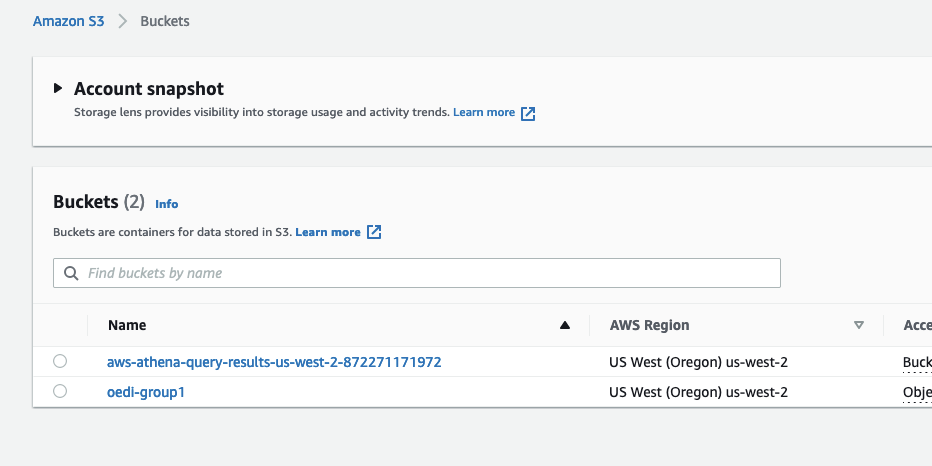 Amazon S3 > Buckets
Account snapshot
Storage lens provides visibility into storage usage and activity trends. Learn more
Buckets (2) Info
Buckets are containers for data stored in S3. Learn more
Find buckets by name
Name AWS Region Acce
aws-athena-query-results-us-west-2-872271171972 US West (Oregon) us-west-2 Buck
oedi-group1 US West (Oregon) us-west-2 Obje